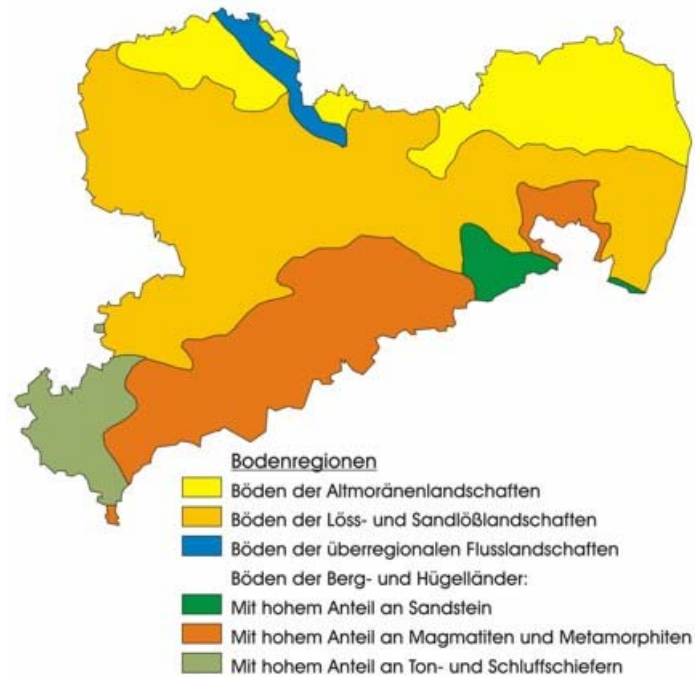 Bodenregionen
Böden der Altmoränenlandschaften
Böden der Löss- und Sandlößlandschaften
Böden der überregionalen Flusslandschaften
Böden der Berg- und Hügelländer:
Mit hohem Anteil an Sandstein
Mit hohem Anteil an Magmatiten und Metamorphiten
Mit hohem Anteil an Ton- und Schluffschiefern